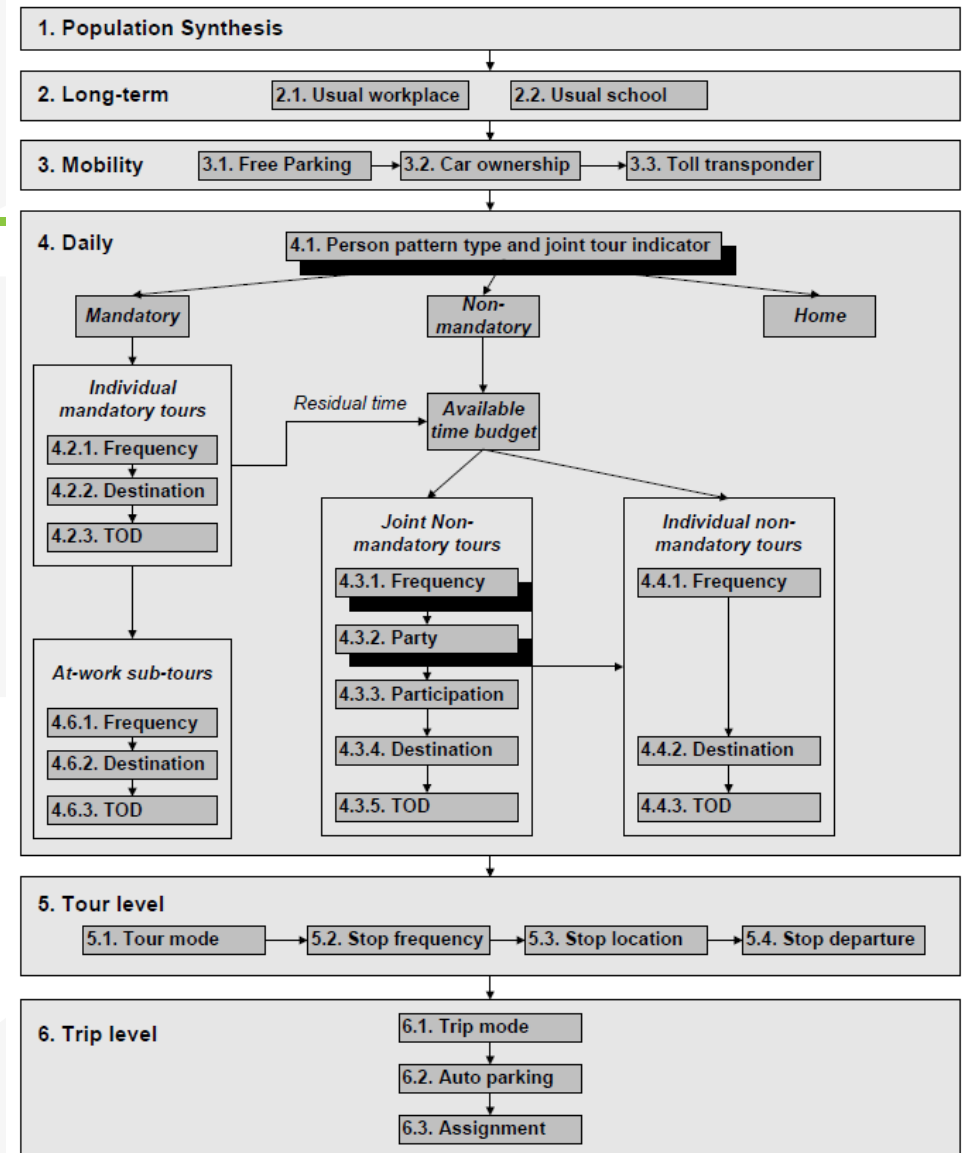 1. Population Synthesis
2. Long-term
2.1. Usual workplace
2.2. Usual school
3. Mobility
3.1. Free Parking
3.2. Car ownership
3.3. Toll transponder
4. Daily
4.1. Person pattern type and joint tour indicator
Mandatory
Non-
mandatory
Home
Individual
mandatory tours
4.2.1. Frequency
4.2.2. Destination
4.2.3. TOD
Residual time
Available
time budget
At-work sub-tours
4.6.1. Frequency
4.6.2. Destination
4.6.3. TOD
Joint Non-
mandatory tours
4.3.1. Frequency
4.3.2. Party
4.3.3. Participation
4.3.4. Destination
4.3.5. TOD
Individual non-
mandatory tours
4.4.1. Frequency
4.4.2. Destination
4.4.3. TOD
5. Tour level
5.1. Tour mode
5.2. Stop frequency
5.3. Stop location
5.4. Stop departure
6. Trip level
6.1. Trip mode
6.2. Auto parking
6.3. Assignment